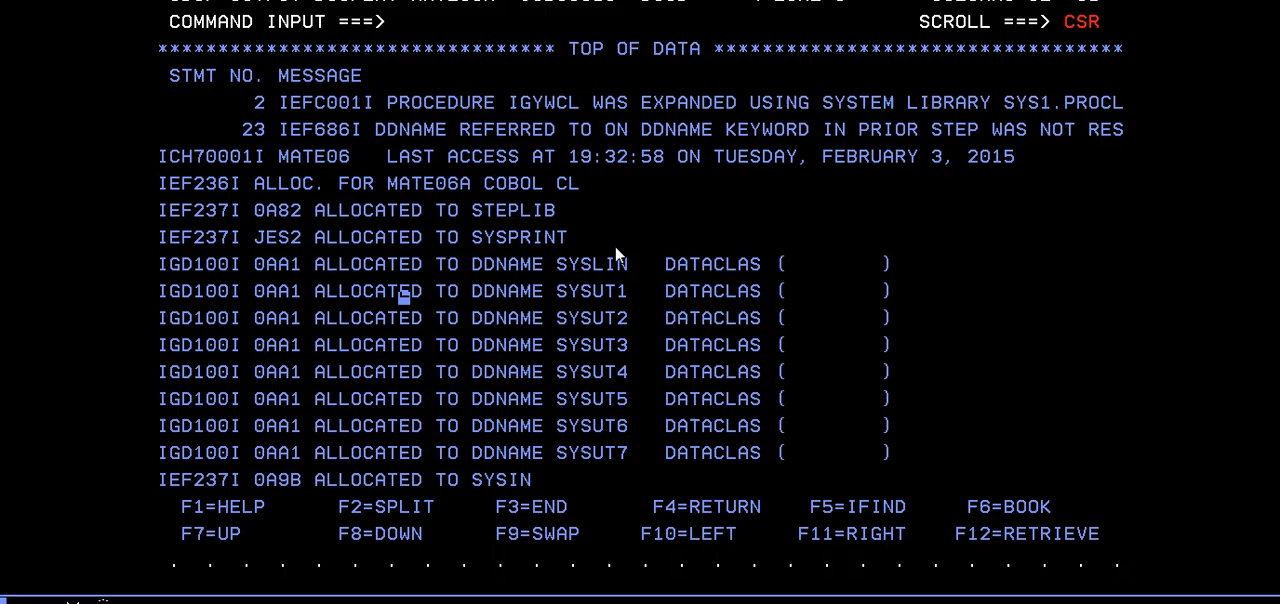 COMMAND INPUT ===> SCROLL ===> CSR
********************************* TOP OF DATA **********************************
STMT NO. MESSAGE
2 IEFC001I PROCEDURE IGYWCL WAS EXPANDED USING SYSTEM LIBRARY SYS1.PROCL
23 IEF686I DDNAME REFERRED TO ON DDNAME KEYWORD IN PRIOR STEP WAS NOT RES
ICH70001I MATE06 LAST ACCESS AT 19:32:58 ON TUESDAY, FEBRUARY 3, 2015
IEF236I ALLOC. FOR MATE06A COBOL CL
IEF237I 0A82 ALLOCATED TO STEPLIB
IEF237I JES2 ALLOCATED TO SYSPRINT
IGD100I 0AA1 ALLOCATED TO DDNAME SYSLIN DATACLAS ( )
IGD100I 0AA1 ALLOCATED TO DDNAME SYSUT1 DATACLAS ( )
IGD100I 0AA1 ALLOCATED TO DDNAME SYSUT2 DATACLAS ( )
IGD100I 0AA1 ALLOCATED TO DDNAME SYSUT3 DATACLAS ( )
IGD100I 0AA1 ALLOCATED TO DDNAME SYSUT4 DATACLAS ( )
IGD100I 0AA1 ALLOCATED TO DDNAME SYSUT5 DATACLAS ( )
IGD100I 0AA1 ALLOCATED TO DDNAME SYSUT6 DATACLAS ( )
IGD100I 0AA1 ALLOCATED TO DDNAME SYSUT7 DATACLAS ( )
IEF237I 0A9B ALLOCATED TO SYSIN
F1=HELP F2=SPLIT F3=END F4=RETURN F5=IFIND F6=BOOK
F7=UP F8=DOWN F9=SWAP F10=LEFT F11=RIGHT F12=RETRIEVE
. . . . . . . . . . . . . . . . . . . . . . . . . . .